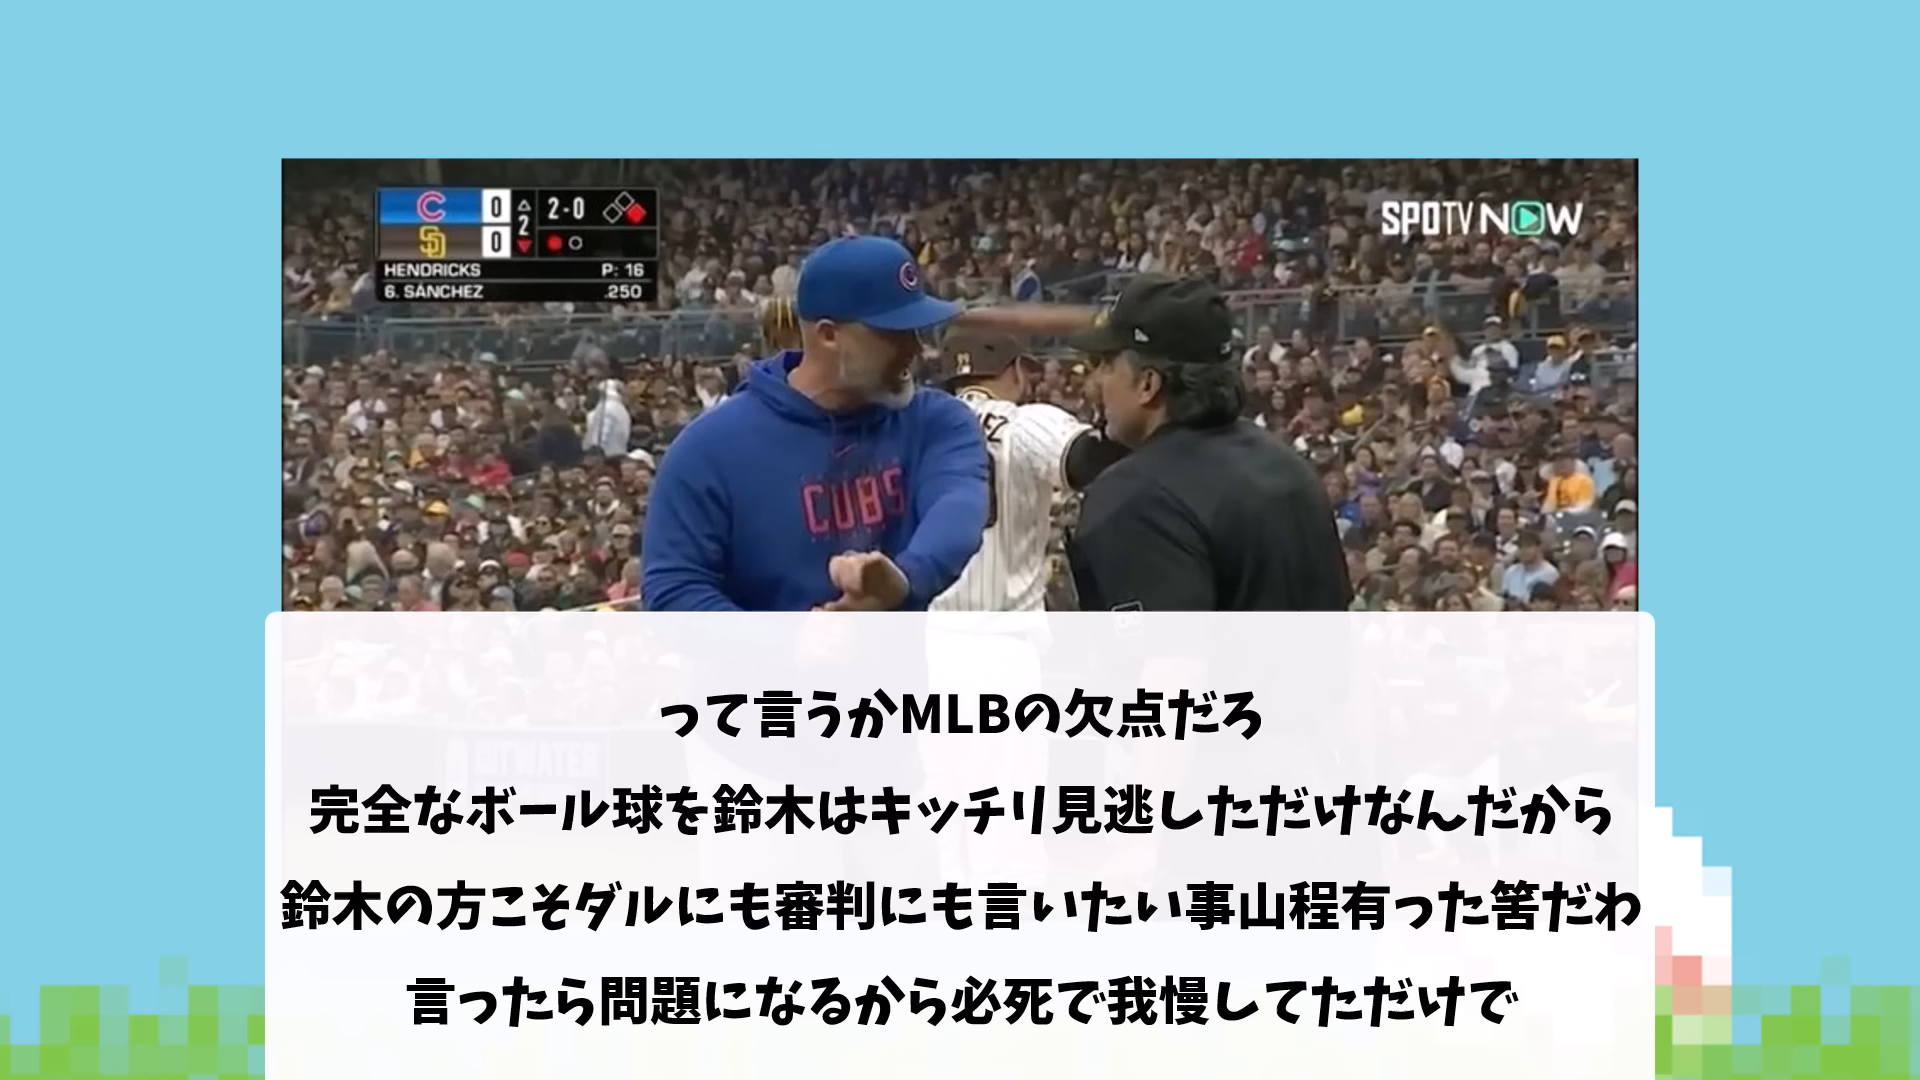 C 0 2 2-0
SD 0
HENDRICKS P: 16
6. SÁNCHEZ .250
SPOTV NOW
CUBS
EZ
CUTWATER
って言うかMLBの欠点だろ
完全なボール球を鈴木はキッチリ見逃しただけなんだから
鈴木の方こそダルにも審判にも言いたい事山程有った筈だわ
言ったら問題になるから必死で我慢してただけで